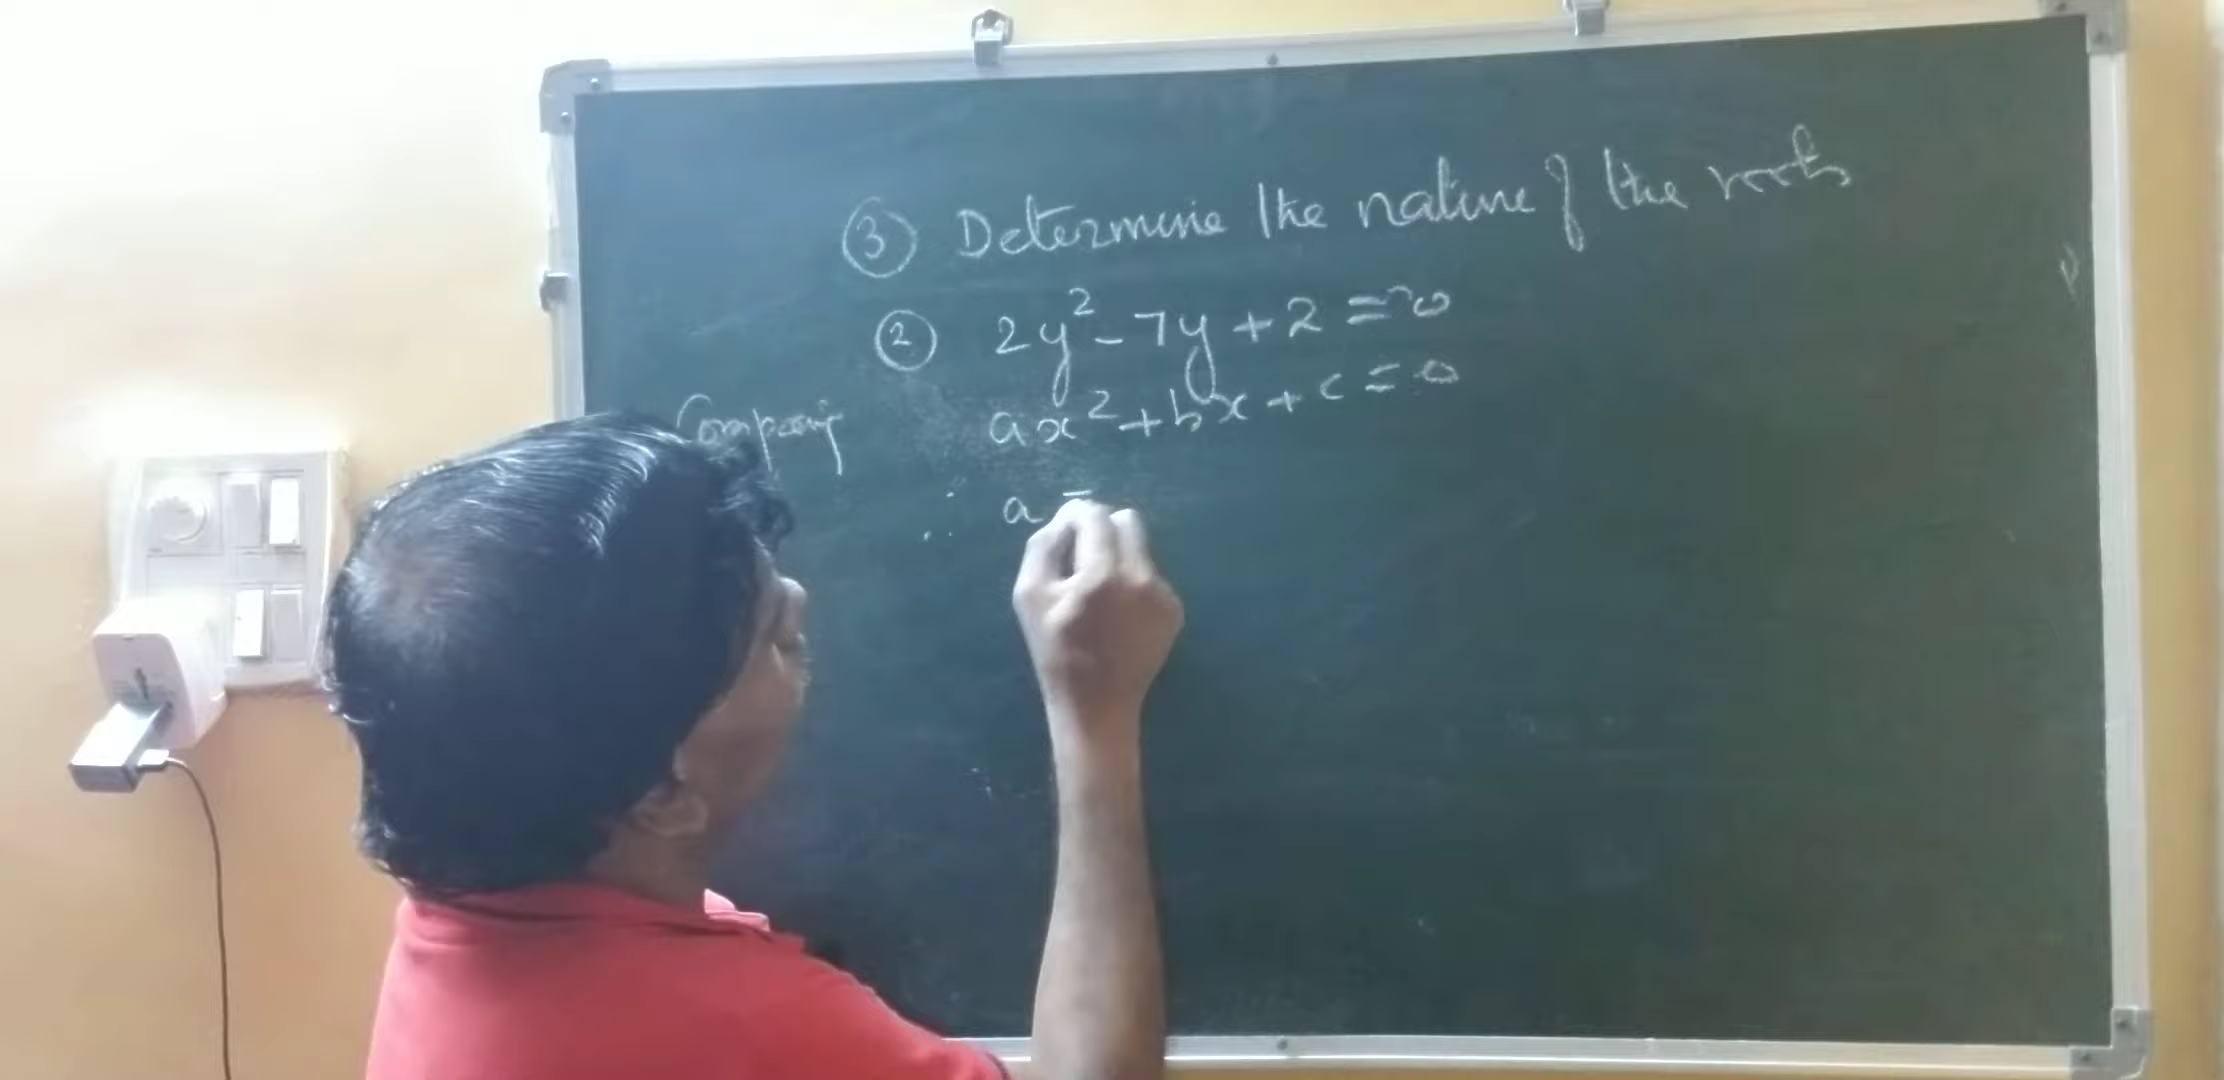 ③ Determine the nature of the roots
② 2y² - 7y + 2 = 0
Comparing ax² + bx + c = 0
∴ a =